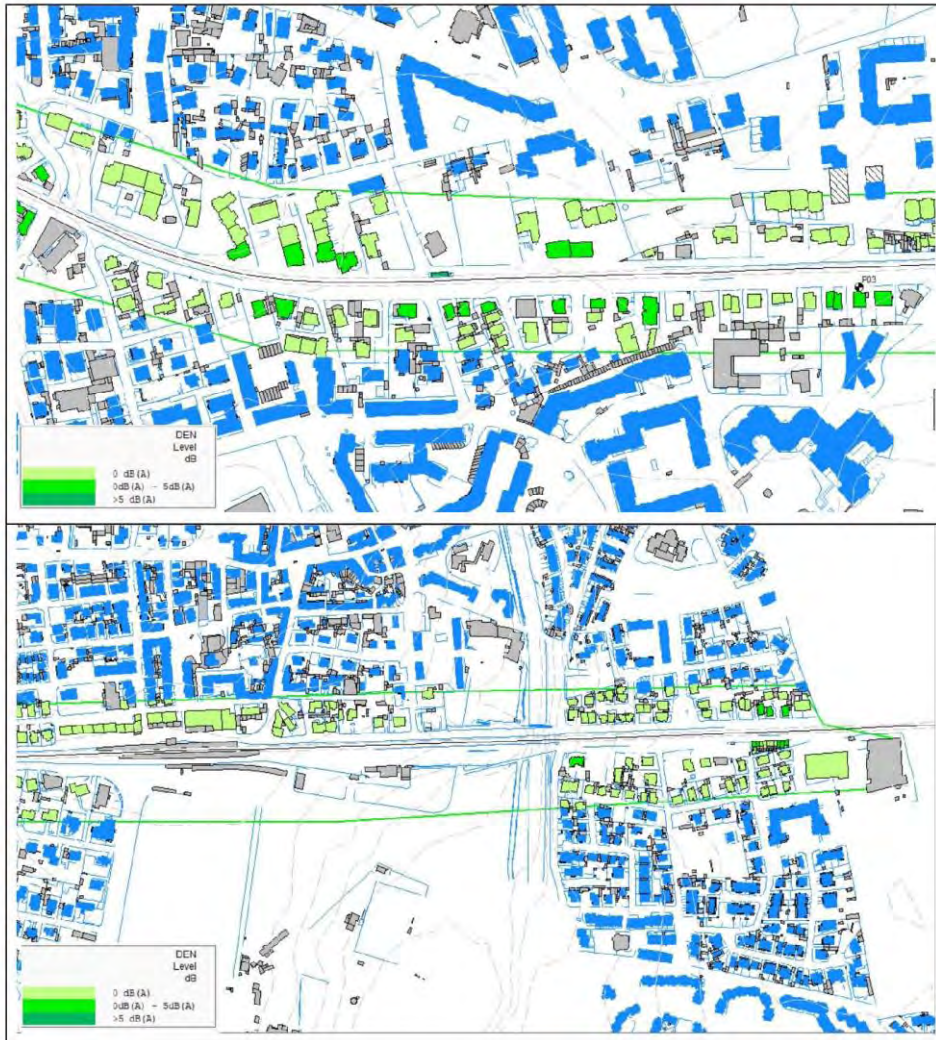 P03
DEN
Level
dB
0 dB(A)
0dB(A) - 5dB(A)
>5 dB(A)
DEN
Level
dB
0 dB(A)
0dB(A) - 5dB(A)
>5 dB(A)